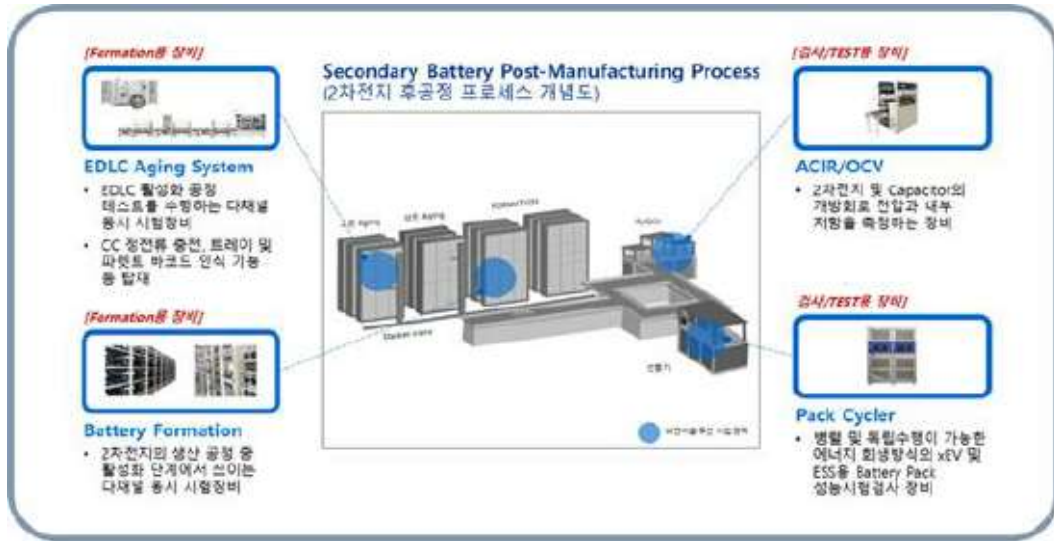 [Formation용 장비]
EDLC Aging System
• EDLC 활성화 공정
테스트를 수행하는 다채널
동시 시험장비
• CC 정전류 충전, 트레이 및
파렛트 바코드 인식 기능
등 탑재
[Formation용 장비]
Battery Formation
• 2차전지의 생산 공정 중
활성화 단계에서 쓰이는
다채널 동시 시험장비
Secondary Battery Post-Manufacturing Process
(2차전지 후공정 프로세스 개념도)
Aging
Aging
Stacker crane
선별기
[검사/TEST용 장비]
ACIR/OCV
• 2차전지 및 Capacitor의
개방회로 전압과 내부
저항을 측정하는 장비
검사/TEST용 장비]
Pack Cycler
• 병렬 및 독립수행이 가능한
에너지 회생방식의 xEV 및
ESS용 Battery Pack
성능시험검사 장비